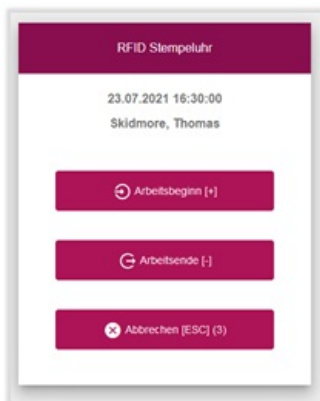 RFID Stempeluhr
23.07.2021 16:30:00
Skidmore, Thomas
Arbeitsbeginn [+]
Arbeitsende [-]
Abbrechen [ESC] (3)